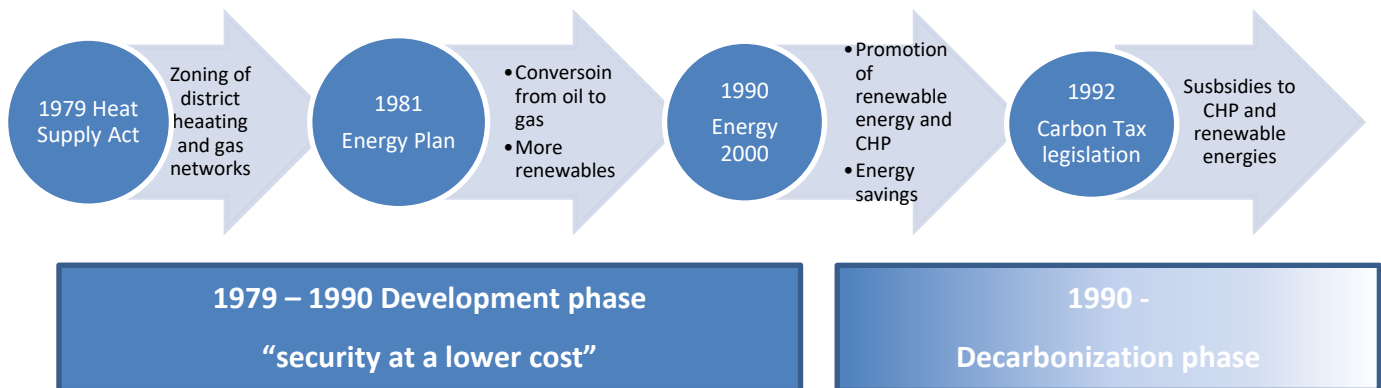 1979 Heat
Supply Act
Zoning of
district
heaating
and gas
networks
1981
Energy Plan
•Conversoin
from oil to
gas
•More
renewables
1990
Energy
2000
•Promotion
of
renewable
energy and
CHP
•Energy
savings
1992
Carbon Tax
legislation
Susbsidies to
CHP and
renewable
energies
1979 – 1990 Development phase
“security at a lower cost”
1990 -
Decarbonization phase